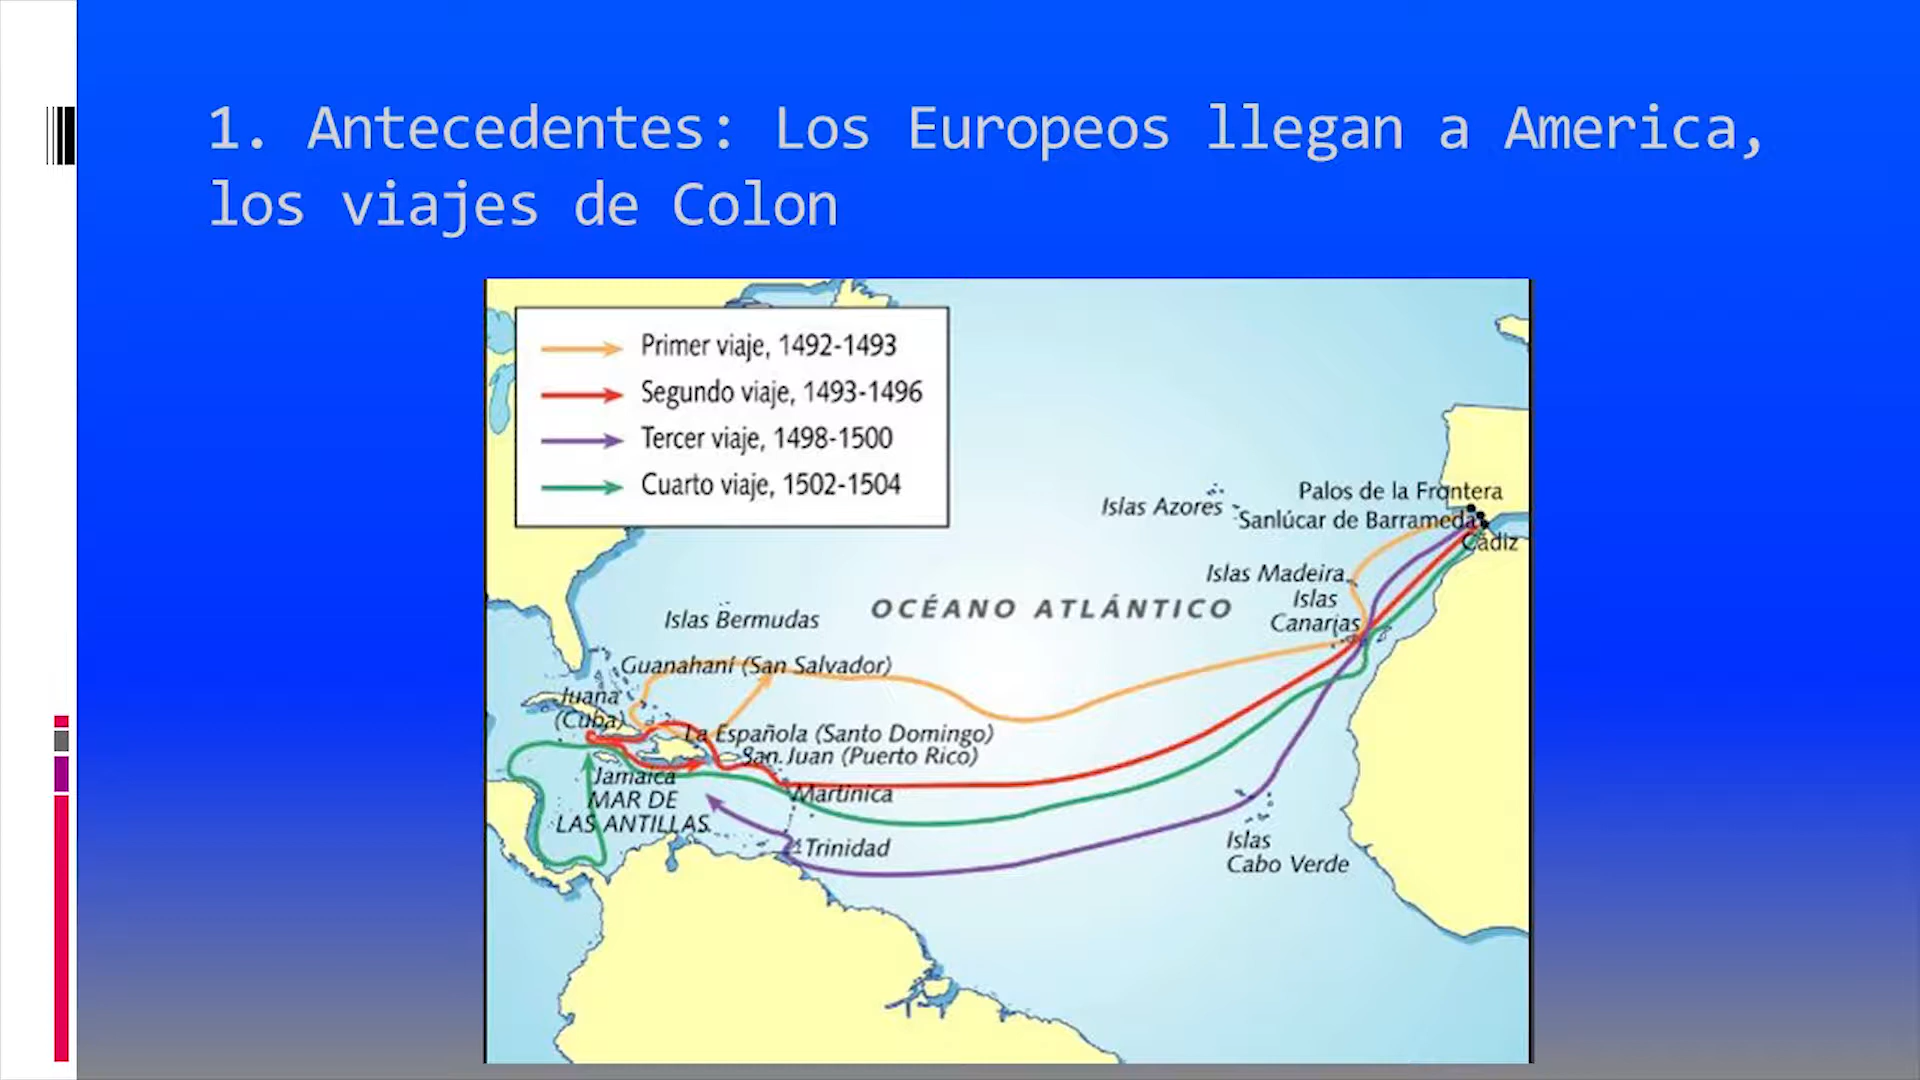 1. Antecedentes: Los Europeos llegan a America,
los viajes de Colon
Primer viaje, 1492-1493
Segundo viaje, 1493-1496
Tercer viaje, 1498-1500
Cuarto viaje, 1502-1504
Palos de la Frontera
Islas Azores
Sanlúcar de Barrameda
Cádiz
Islas Madeira
Islas
Canarias
OCÉANO ATLÁNTICO
Islas Bermudas
Guanahaní (San Salvador)
Juana
(Cuba)
La Española (Santo Domingo)
San Juan (Puerto Rico)
Jamaica
Martinica
MAR DE
LAS ANTILLAS
Trinidad
Islas
Cabo Verde